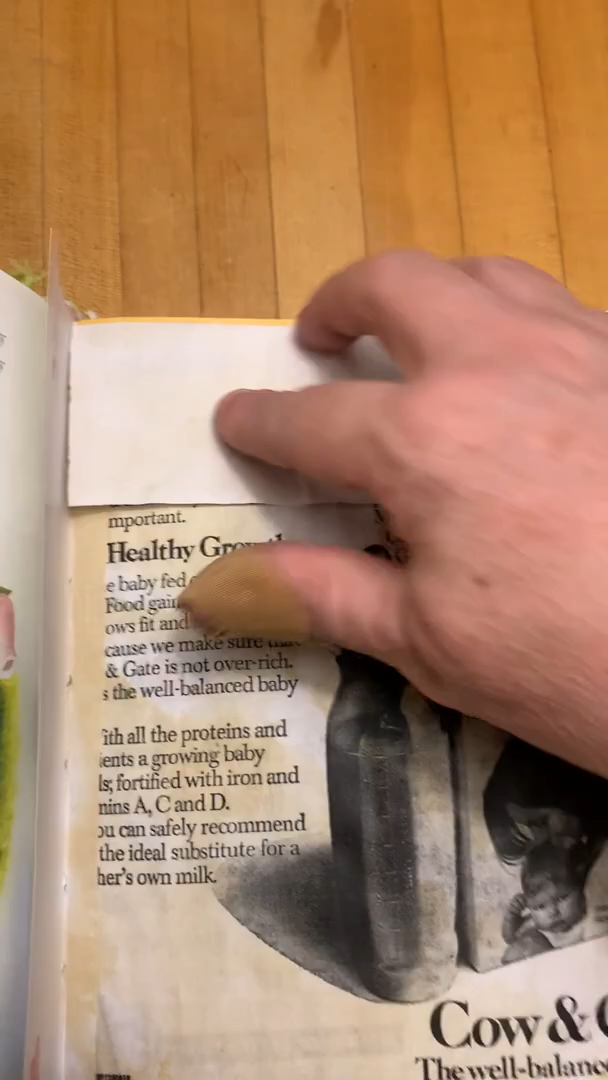 mportant.
Healthy
e baby fed
Food gain
ows fit and
cause we make sure
& Gate is not over-rich.
s the well-balanced baby
ith all the proteins and
ients a growing baby
ls; fortified with iron and
nins A, C and D.
ou can safely recommend
the ideal substitute for a
her's own milk.
Cow &
The well-balanc